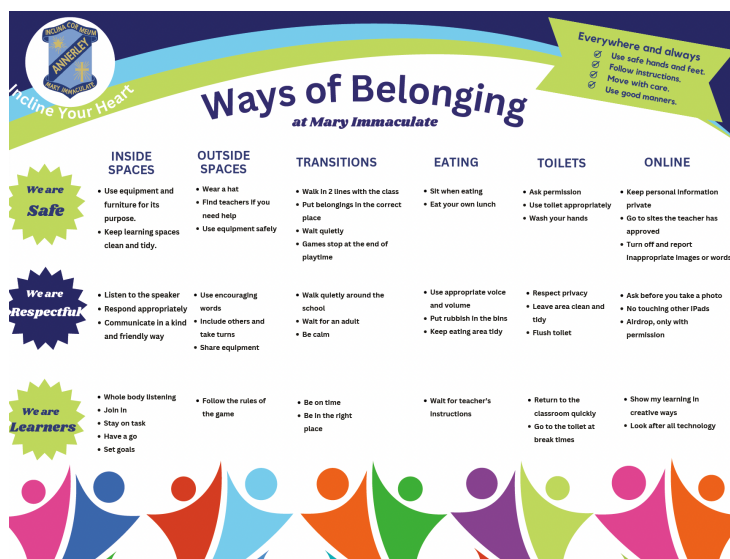 INCLINA COR MEUM
ANNERLEY
MARY IMMACULATE
Incline Your Heart
Ways of Belonging
at Mary Immaculate
Everywhere and always
Use safe hands and feet.
Follow instructions.
Move with care.
Use good manners.
INSIDE
SPACES
OUTSIDE
SPACES
TRANSITIONS
EATING
TOILETS
ONLINE
We are
Safe
• Use equipment and
furniture for its
purpose.
• Keep learning spaces
clean and tidy.
• Wear a hat
• Find teachers if you
need help
• Use equipment safely
• Walk in 2 lines with the class
• Put belongings in the correct
place
• Wait quietly
• Games stop at the end of
playtime
• Sit when eating
• Eat your own lunch
• Ask permission
• Use toilet appropriately
• Wash your hands
• Keep personal information
private
• Go to sites the teacher has
approved
• Turn off and report
inappropriate images or words
We are
Respectful
• Listen to the speaker
• Respond appropriately
• Communicate in a kind
and friendly way
• Use encouraging
words
• Include others and
take turns
• Share equipment
• Walk quietly around the
school
• Wait for an adult
• Be calm
• Use appropriate voice
and volume
• Put rubbish in the bins
• Keep eating area tidy
• Respect privacy
• Leave area clean and
tidy
• Flush toilet
• Ask before you take a photo
• No touching other iPads
• Airdrop, only with
permission
We are
Learners
• Whole body listening
• Join in
• Stay on task
• Have a go
• Set goals
• Follow the rules of
the game
• Be on time
• Be in the right
place
• Wait for teacher's
instructions
• Return to the
classroom quickly
• Go to the toilet at
break times
• Show my learning in
creative ways
• Look after all technology